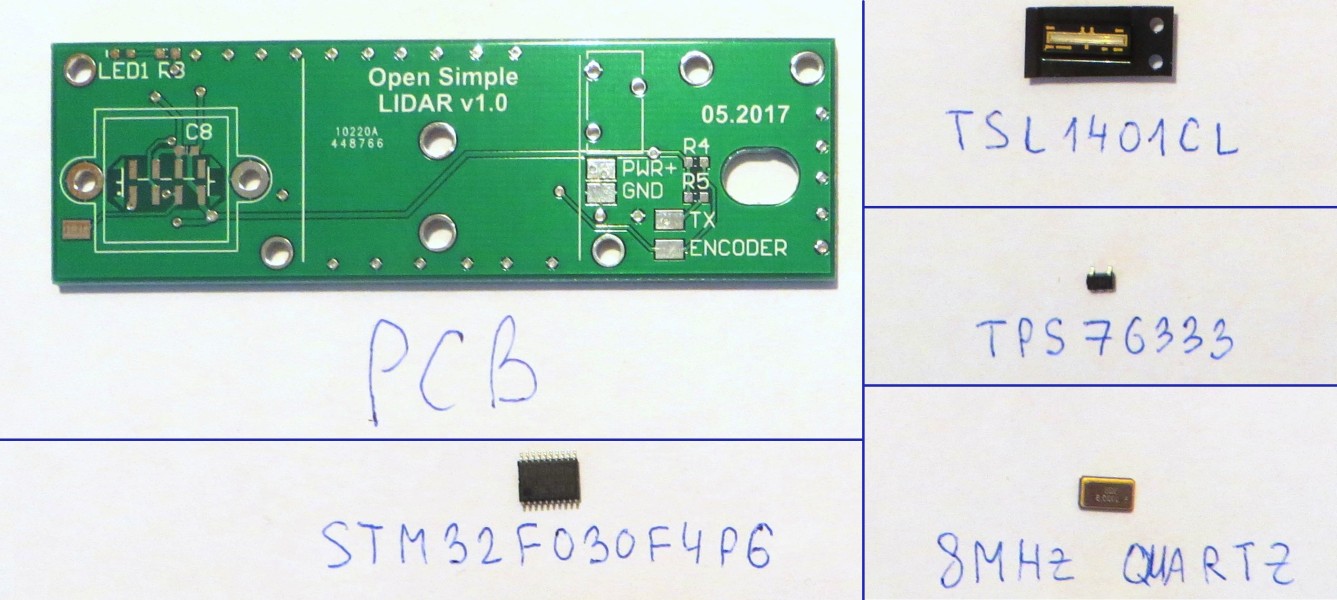 LED1 R3
Open Simple
LIDAR v1.0
05.2017
C8
10220A
448766
R4
PWR+
R5
GND
TX
ENCODER
PCB
STM32F030F4P6
TSL1401CL
TPS76333
8MHz QUARTZ